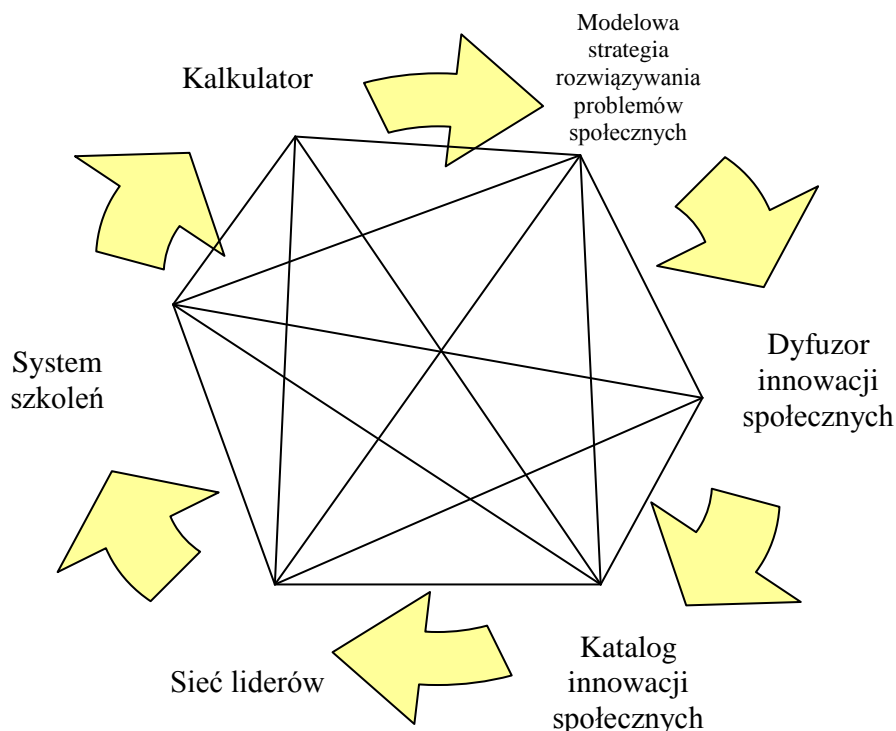 Kalkulator
Modelowa
strategia
rozwiązywania
problemów
społecznych
Dyfuzor
innowacji
społecznych
Katalog
innowacji
społecznych
Sieć liderów
System
szkoleń